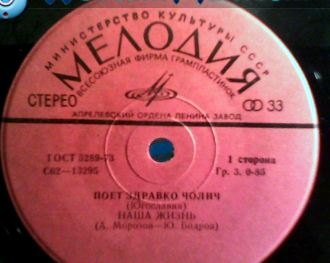 МИНИСТЕРСТВО КУЛЬТУРЫ СССР
МЕЛОДИЯ
ВСЕСОЮЗНАЯ ФИРМА ГРАМПЛАСТИНОК
СТЕРЕО
33
АПРЕЛЕВСКИЙ ОРДЕНА ЛЕНИНА ЗАВОД
ГОСТ 5289-73
1 сторона
С62-13295
Гр. 3. 0-85
ПОЕТ ЗДРАВКО ЧОЛИЧ
(Югославия)
НАША ЖИЗНЬ
(А. Морозов—Ю. Бодров)